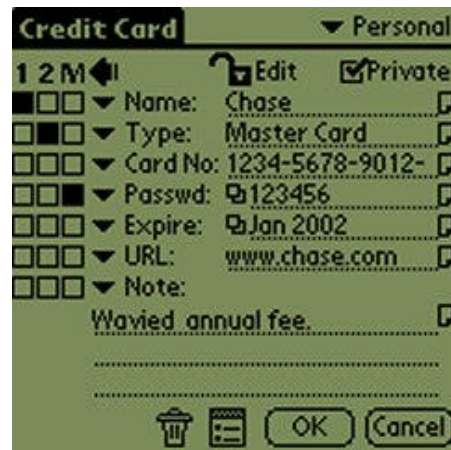 Credit Card Personal
1 2 M Edit Private
Name: Chase
Type: Master Card
Card No: 1234-5678-9012-
Passwd: 123456
Expire: Jan 2002
URL: www.chase.com
Note:
Wavied annual fee.
OK Cancel